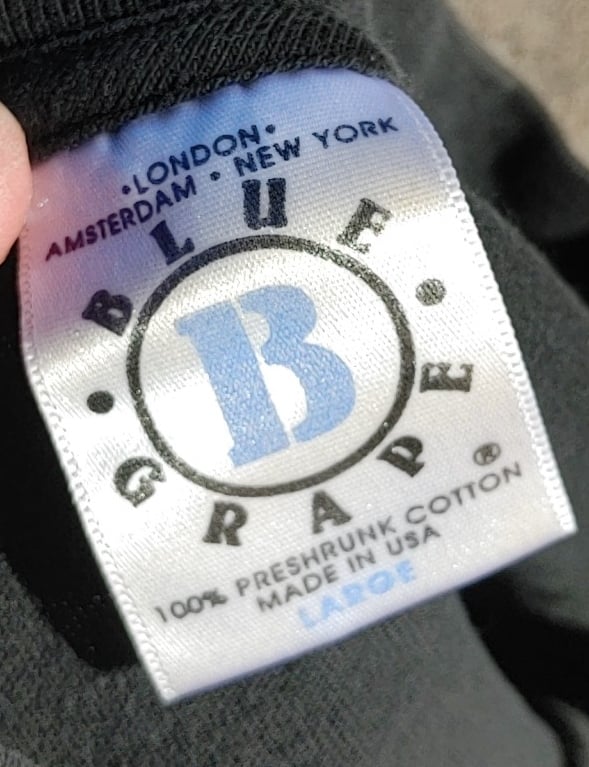 •LONDON•
AMSTERDAM • NEW YORK
• BLUE •
B
GRAPE
®
100% PRESHRUNK COTTON
MADE IN USA
LARGE